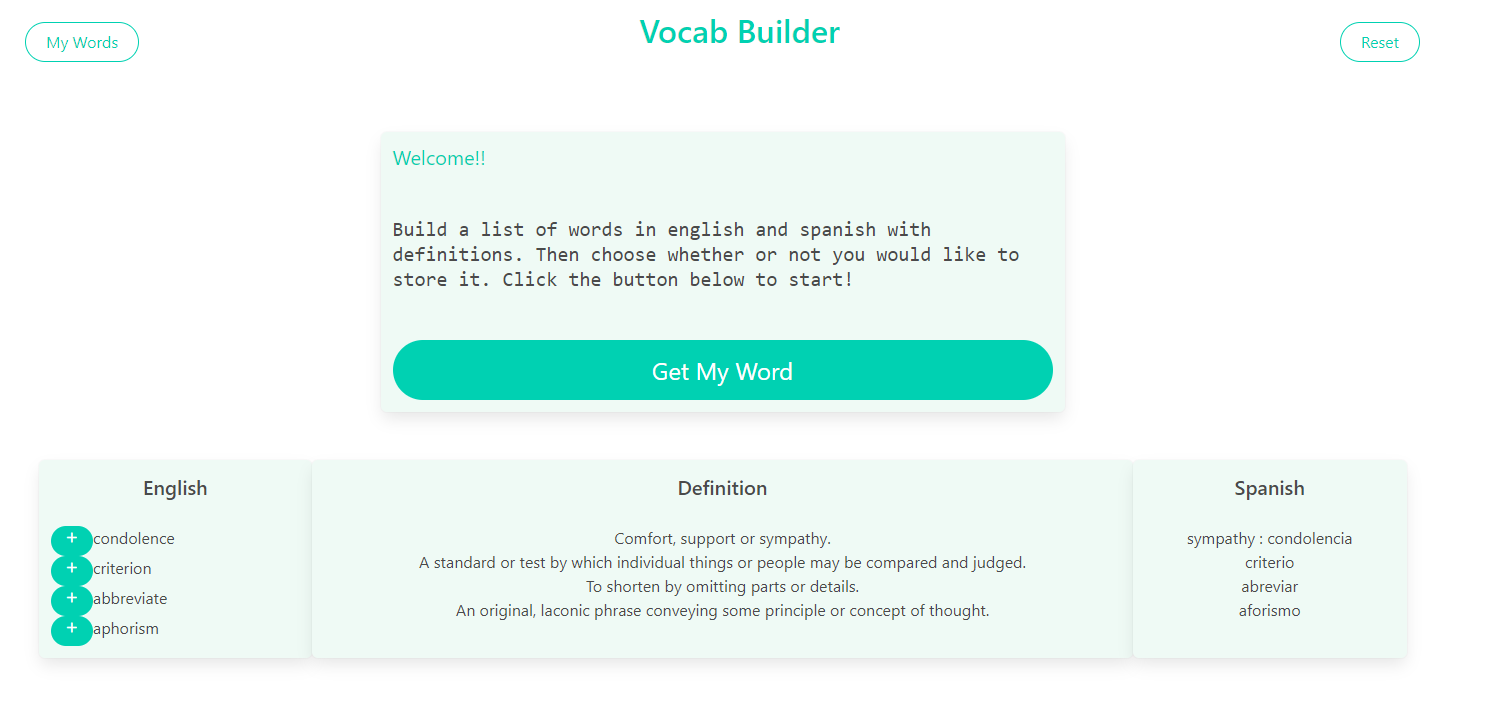 My Words
Vocab Builder
Reset
Welcome!!
Build a list of words in english and spanish with
definitions. Then choose whether or not you would like to
store it. Click the button below to start!
Get My Word
English
+condolence
+criterion
+abbreviate
+aphorism
Definition
Comfort, support or sympathy.
A standard or test by which individual things or people may be compared and judged.
To shorten by omitting parts or details.
An original, laconic phrase conveying some principle or concept of thought.
Spanish
sympathy : condolencia
criterio
abreviar
aforismo